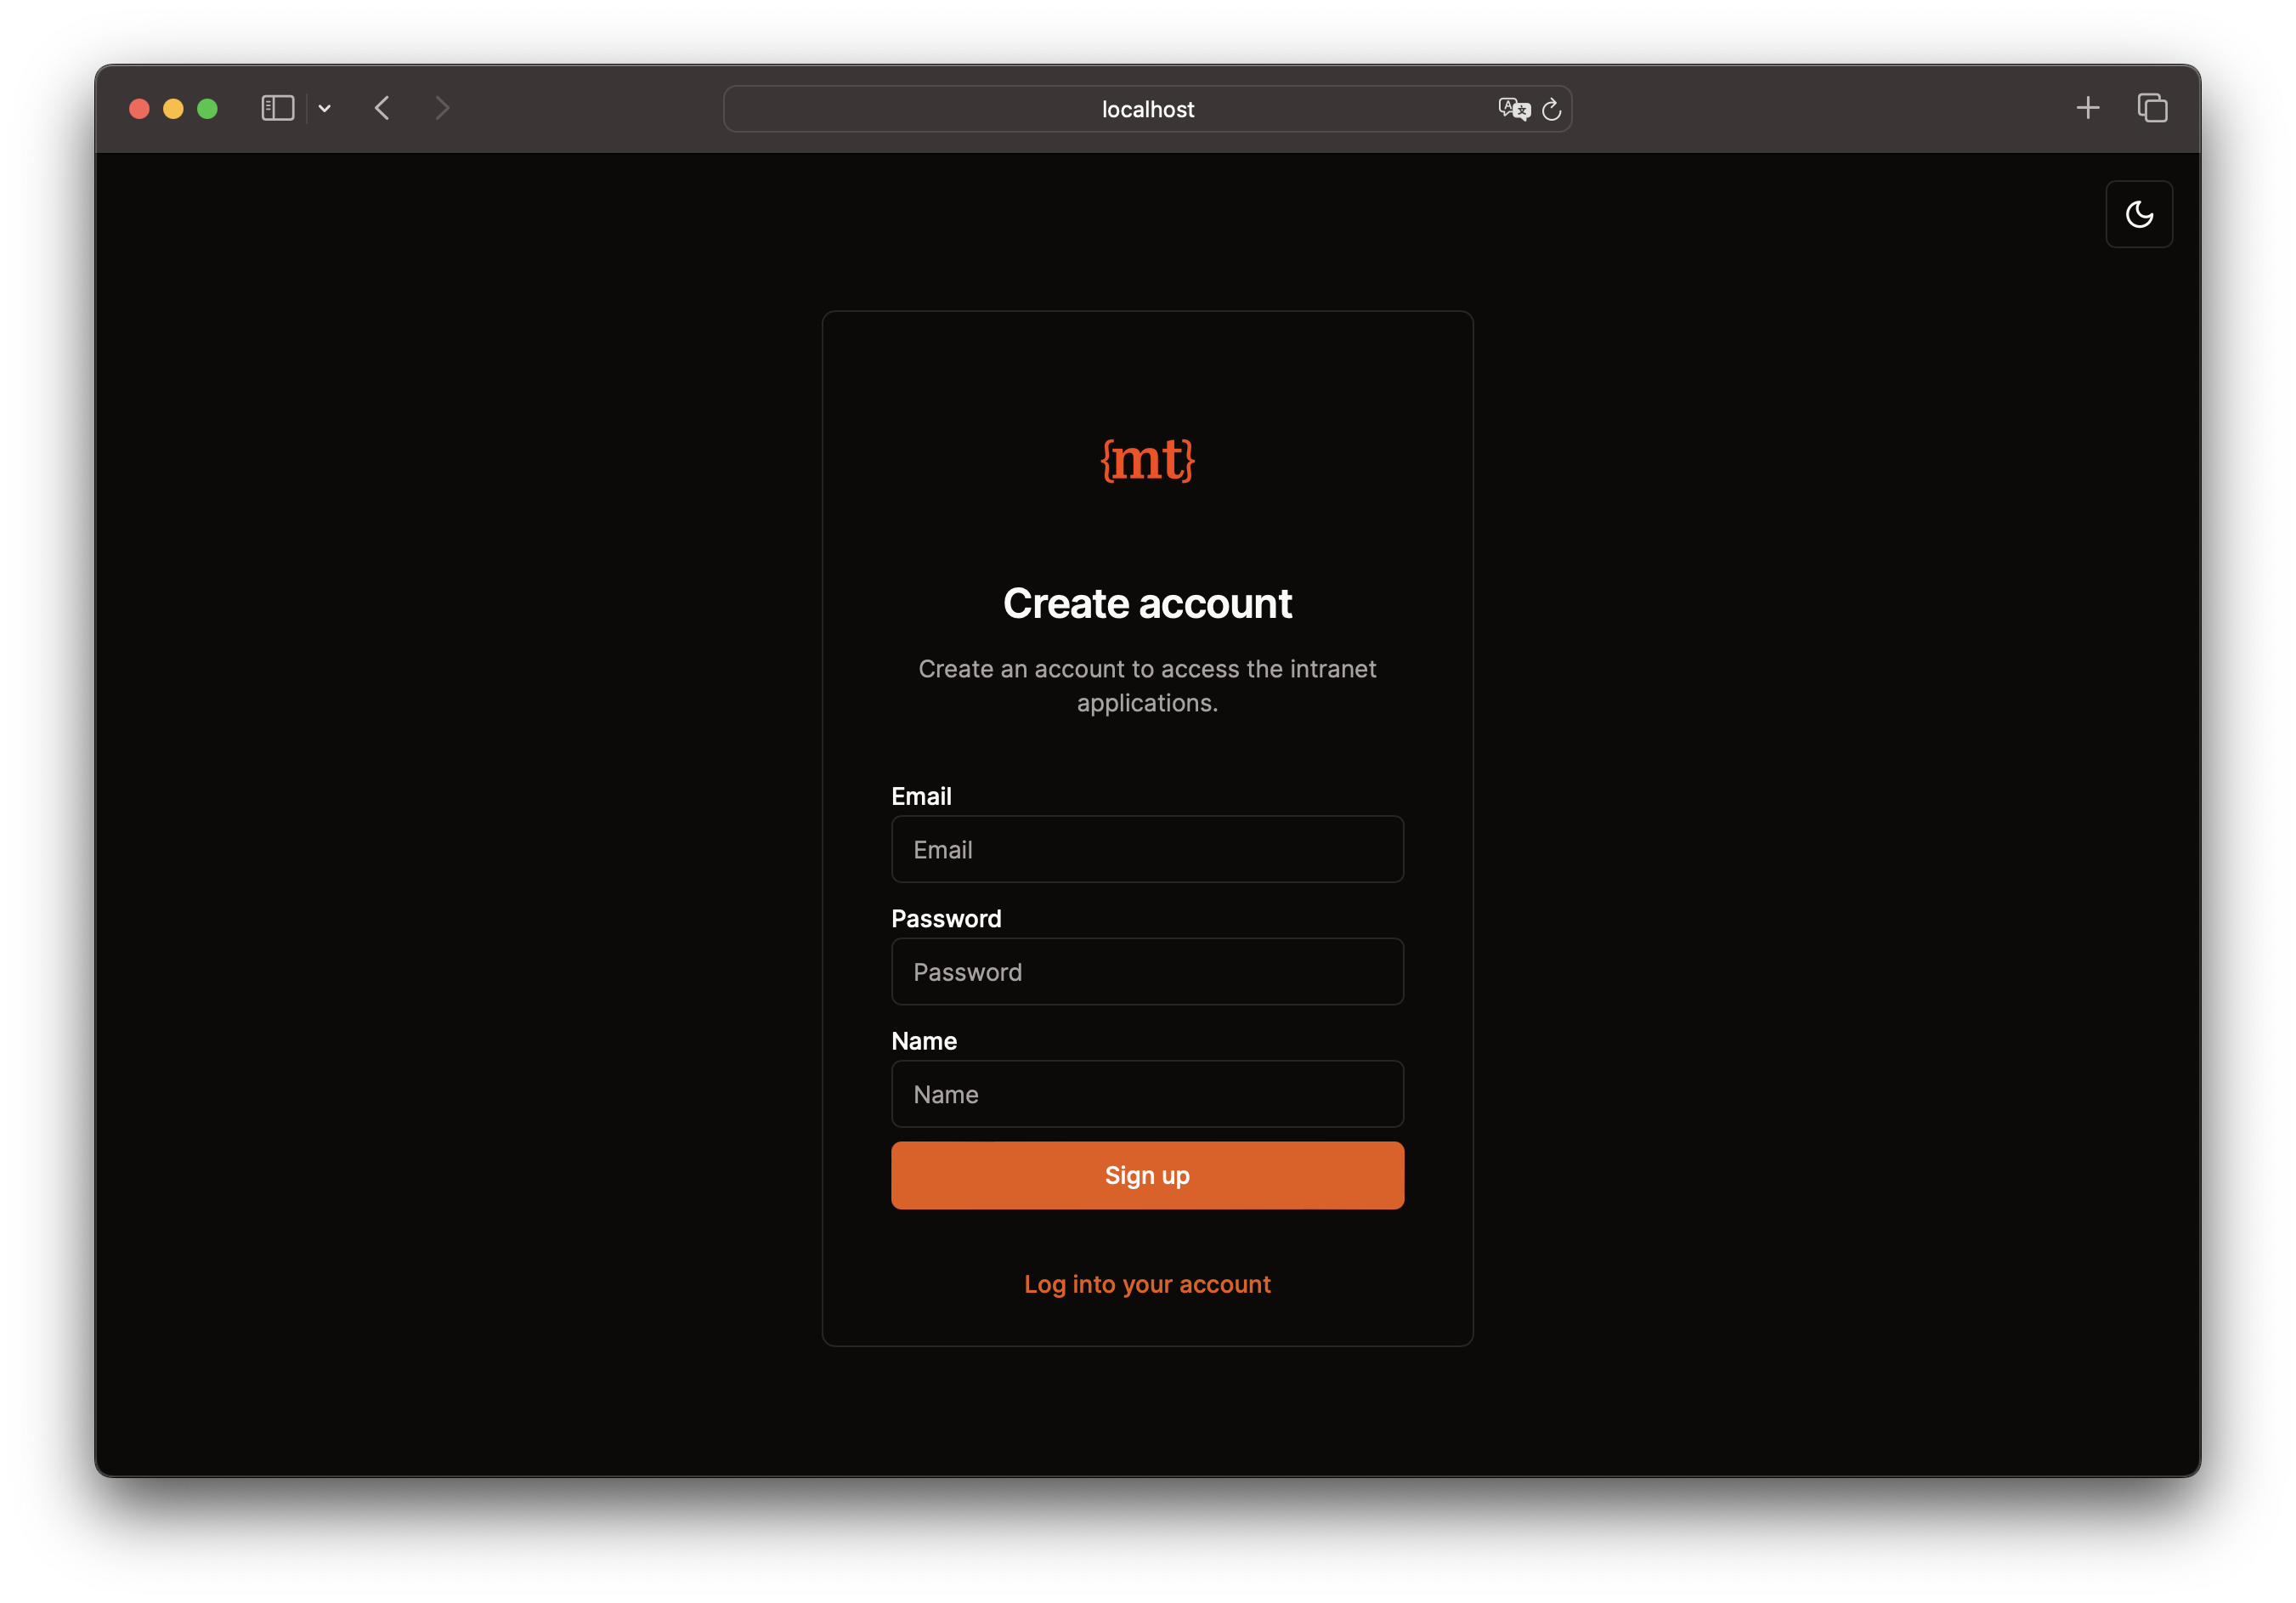 localhost
{mt}
Create account
Create an account to access the intranet
applications.
Email
Email
Password
Password
Name
Name
Sign up
Log into your account